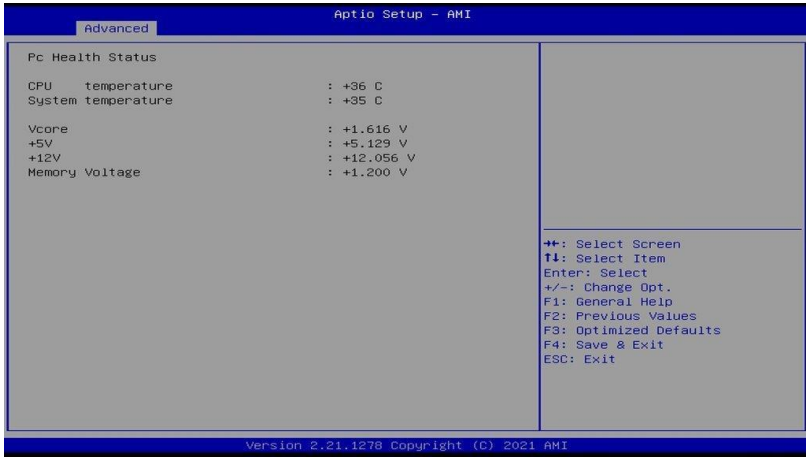 Aptio Setup - AMI
Advanced
Pc Health Status
CPU temperature : +36 C
System temperature : +35 C
Vcore : +1.616 V
+5V : +5.129 V
+12V : +12.056 V
Memory Voltage : +1.200 V
→←: Select Screen
↑↓: Select Item
Enter: Select
+/-: Change Opt.
F1: General Help
F2: Previous Values
F3: Optimized Defaults
F4: Save & Exit
ESC: Exit
Version 2.21.1278 Copyright (C) 2021 AMI